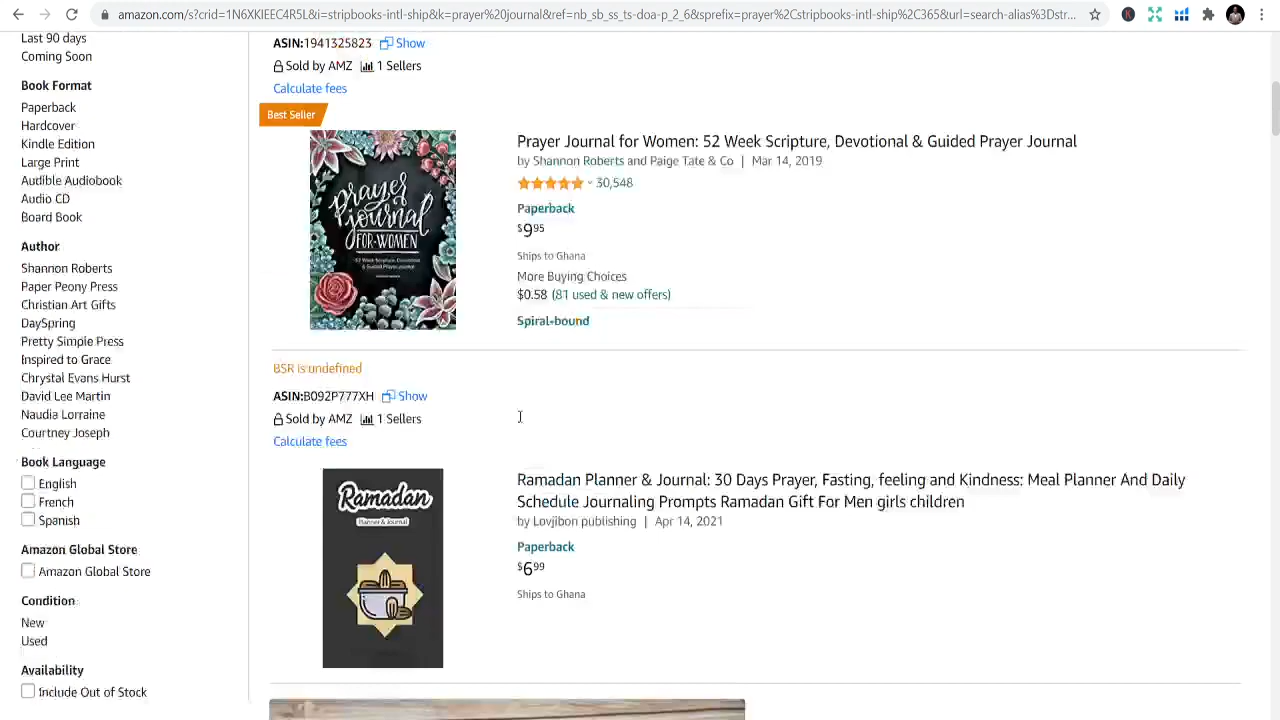 amazon.com/s?crid=1N6XKIEEC4R5L&i=stripbooks-intl-ship&k=prayer%20journal&ref=nb_sb_ss_ts-doa-p_2_6&sprefix=prayer%2Cstripbooks-intl-ship%2C365&url=search-alias%3Dstr...
Last 90 days
Coming Soon
Book Format
Paperback
Hardcover
Kindle Edition
Large Print
Audible Audiobook
Audio CD
Board Book
Author
Shannon Roberts
Paper Peony Press
Christian Art Gifts
DaySpring
Pretty Simple Press
Inspired to Grace
Chrystal Evans Hurst
David Lee Martin
Naudia Lorraine
Courtney Joseph
Book Language
English
French
Spanish
Amazon Global Store
Amazon Global Store
Condition
New
Used
Availability
Include Out of Stock
ASIN:1941325823 Show
Sold by AMZ 1 Sellers
Calculate fees
Best Seller
prayer
journal
FOR WOMEN
52 Week Scripture, Devotional
& Guided Prayer Journal
Prayer Journal for Women: 52 Week Scripture, Devotional & Guided Prayer Journal
by Shannon Roberts and Paige Tate & Co | Mar 14, 2019
30,548
Paperback
$9.95
Ships to Ghana
More Buying Choices
$0.58 (81 used & new offers)
Spiral-bound
BSR is undefined
ASIN:B092P777XH Show
Sold by AMZ 1 Sellers
Calculate fees
Ramadan
Planner & Journal
Ramadan Planner & Journal: 30 Days Prayer, Fasting, feeling and Kindness: Meal Planner And Daily
Schedule Journaling Prompts Ramadan Gift For Men girls children
by Lovjibon publishing | Apr 14, 2021
Paperback
$6.99
Ships to Ghana